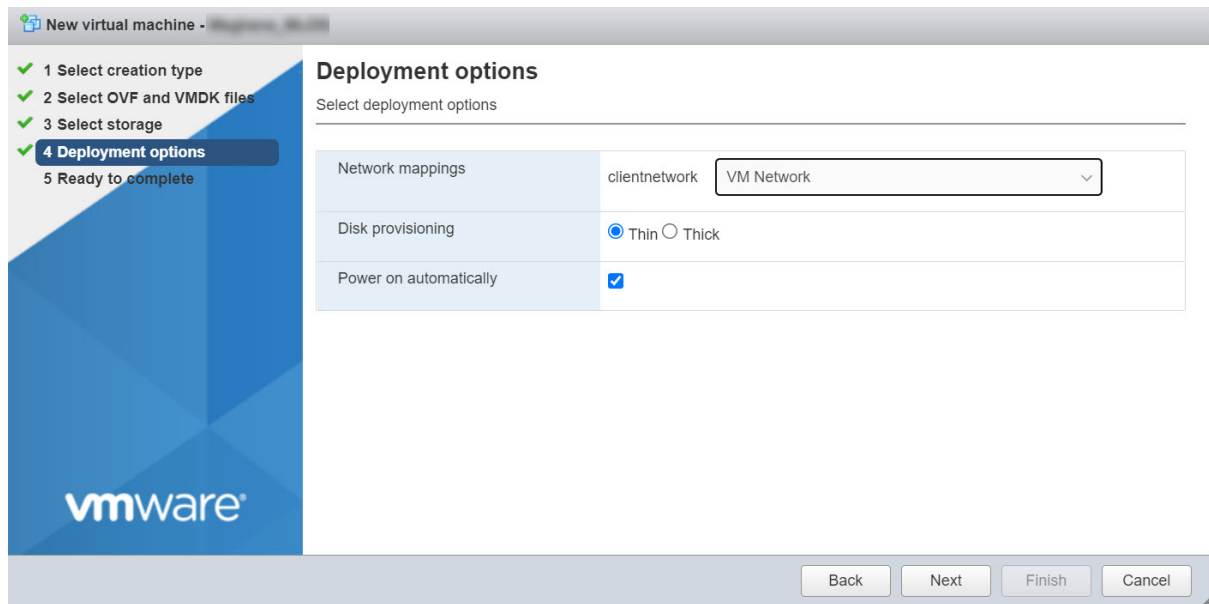 New virtual machine -
1 Select creation type
2 Select OVF and VMDK files
3 Select storage
4 Deployment options
5 Ready to complete
vmware®
Deployment options
Select deployment options
Network mappings
clientnetwork VM Network
Disk provisioning
Thin Thick
Power on automatically
Back Next Finish Cancel